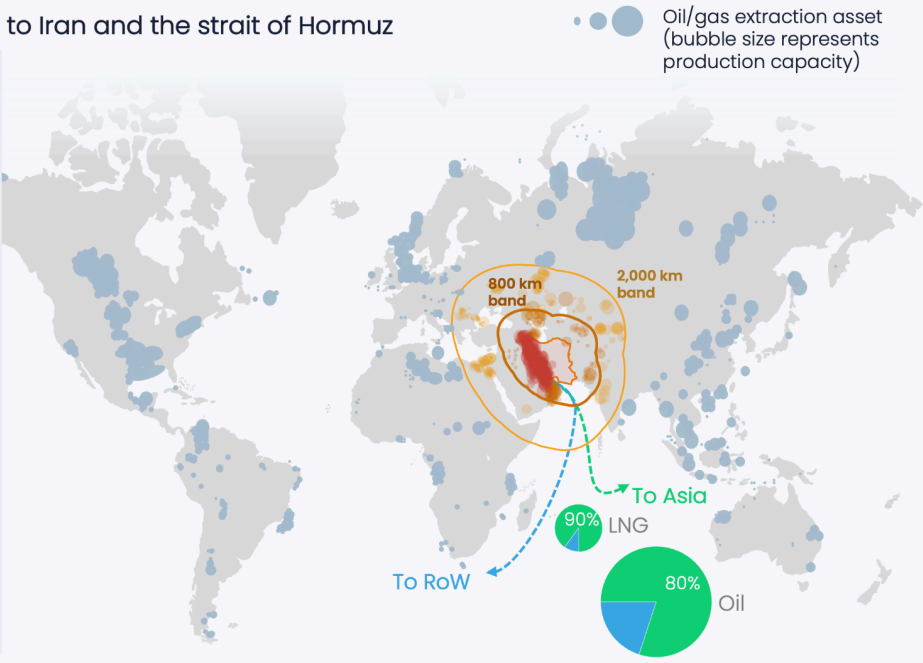 to Iran and the strait of Hormuz
Oil/gas extraction asset
(bubble size represents
production capacity)
800 km
band
2,000 km
band
To Asia
90%
LNG
To RoW
80%
Oil